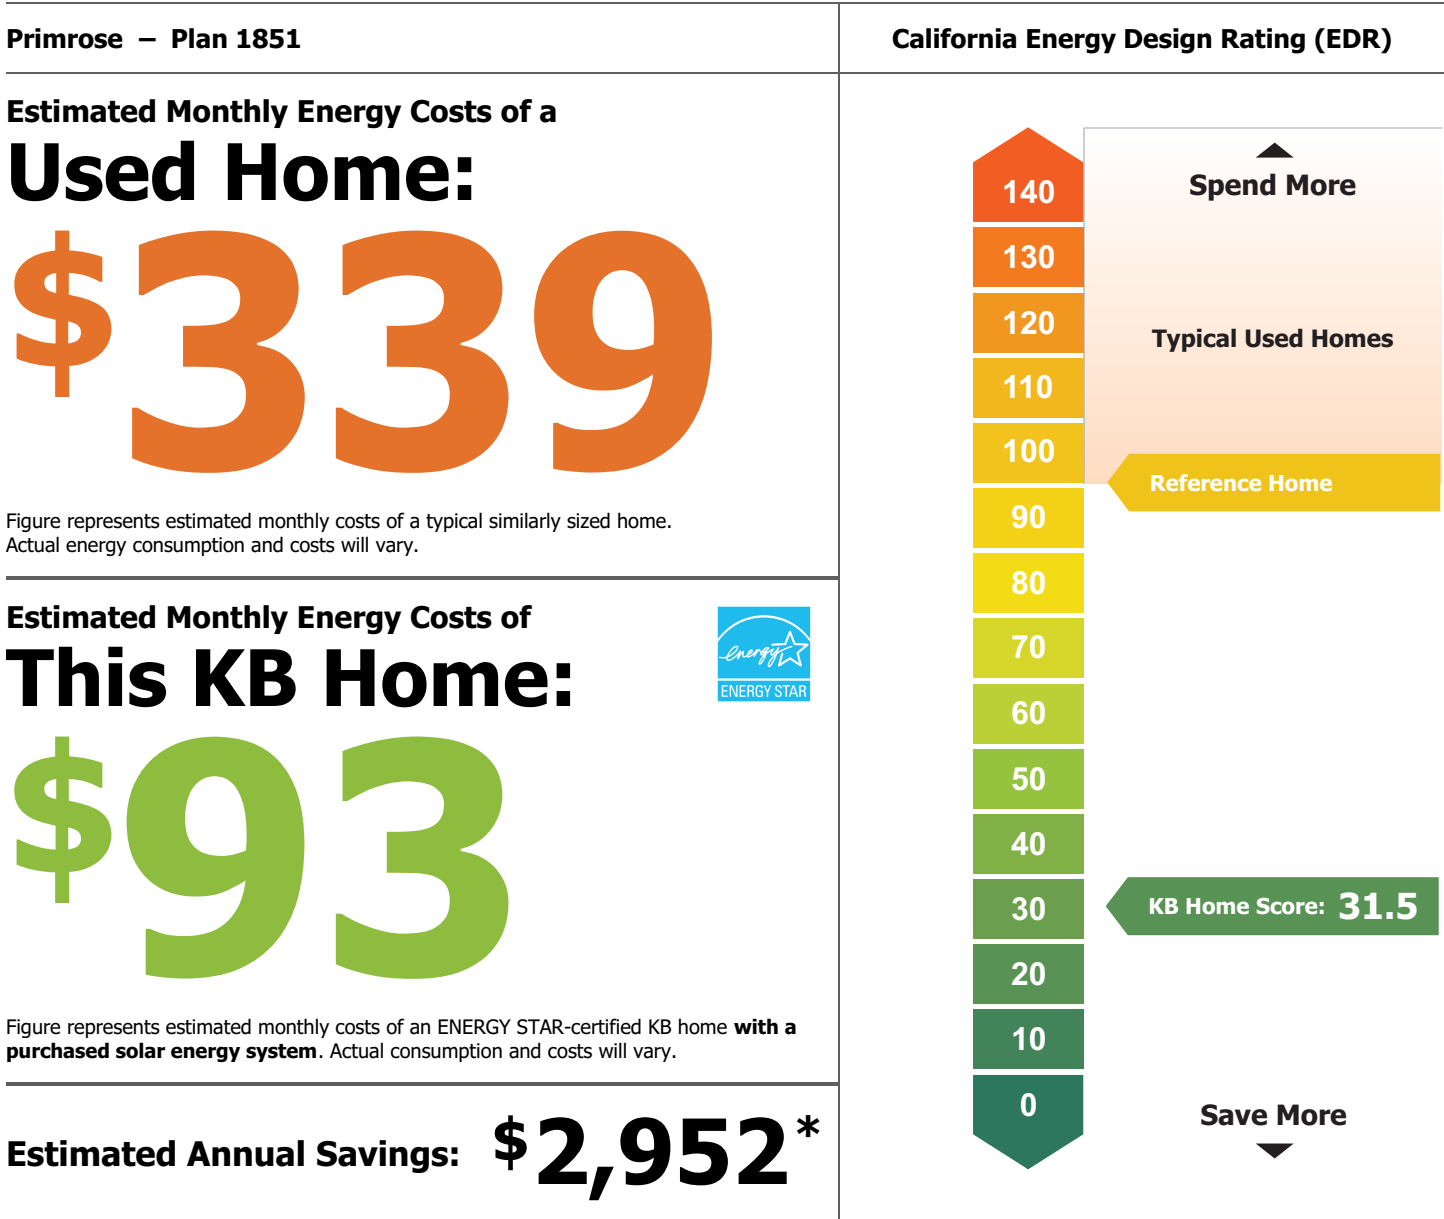 Primrose – Plan 1851
Estimated Monthly Energy Costs of a
Used Home:
$339
Figure represents estimated monthly costs of a typical similarly sized home.
Actual energy consumption and costs will vary.
Estimated Monthly Energy Costs of
This KB Home:
energy
ENERGY STAR
$93
Figure represents estimated monthly costs of an ENERGY STAR-certified KB home with a
purchased solar energy system. Actual consumption and costs will vary.
Estimated Annual Savings: $2,952*
California Energy Design Rating (EDR)
140
Spend More
130
120
Typical Used Homes
110
100
Reference Home
90
80
70
60
50
40
30
KB Home Score: 31.5
20
10
0
Save More